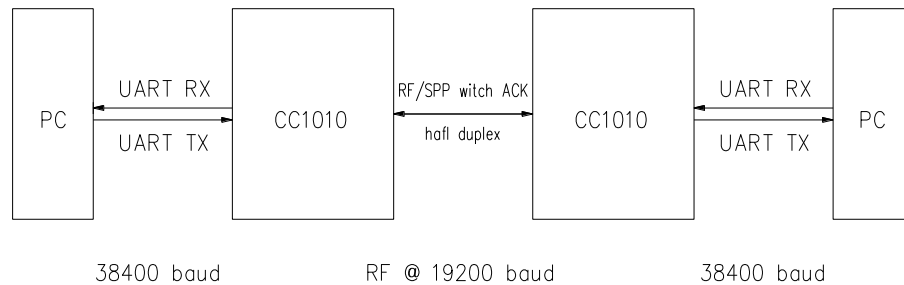 PC
UART RX
UART TX
CC1010
RF/SPP witch ACK
hafl duplex
CC1010
UART RX
UART TX
PC
38400 baud
RF @ 19200 baud
38400 baud